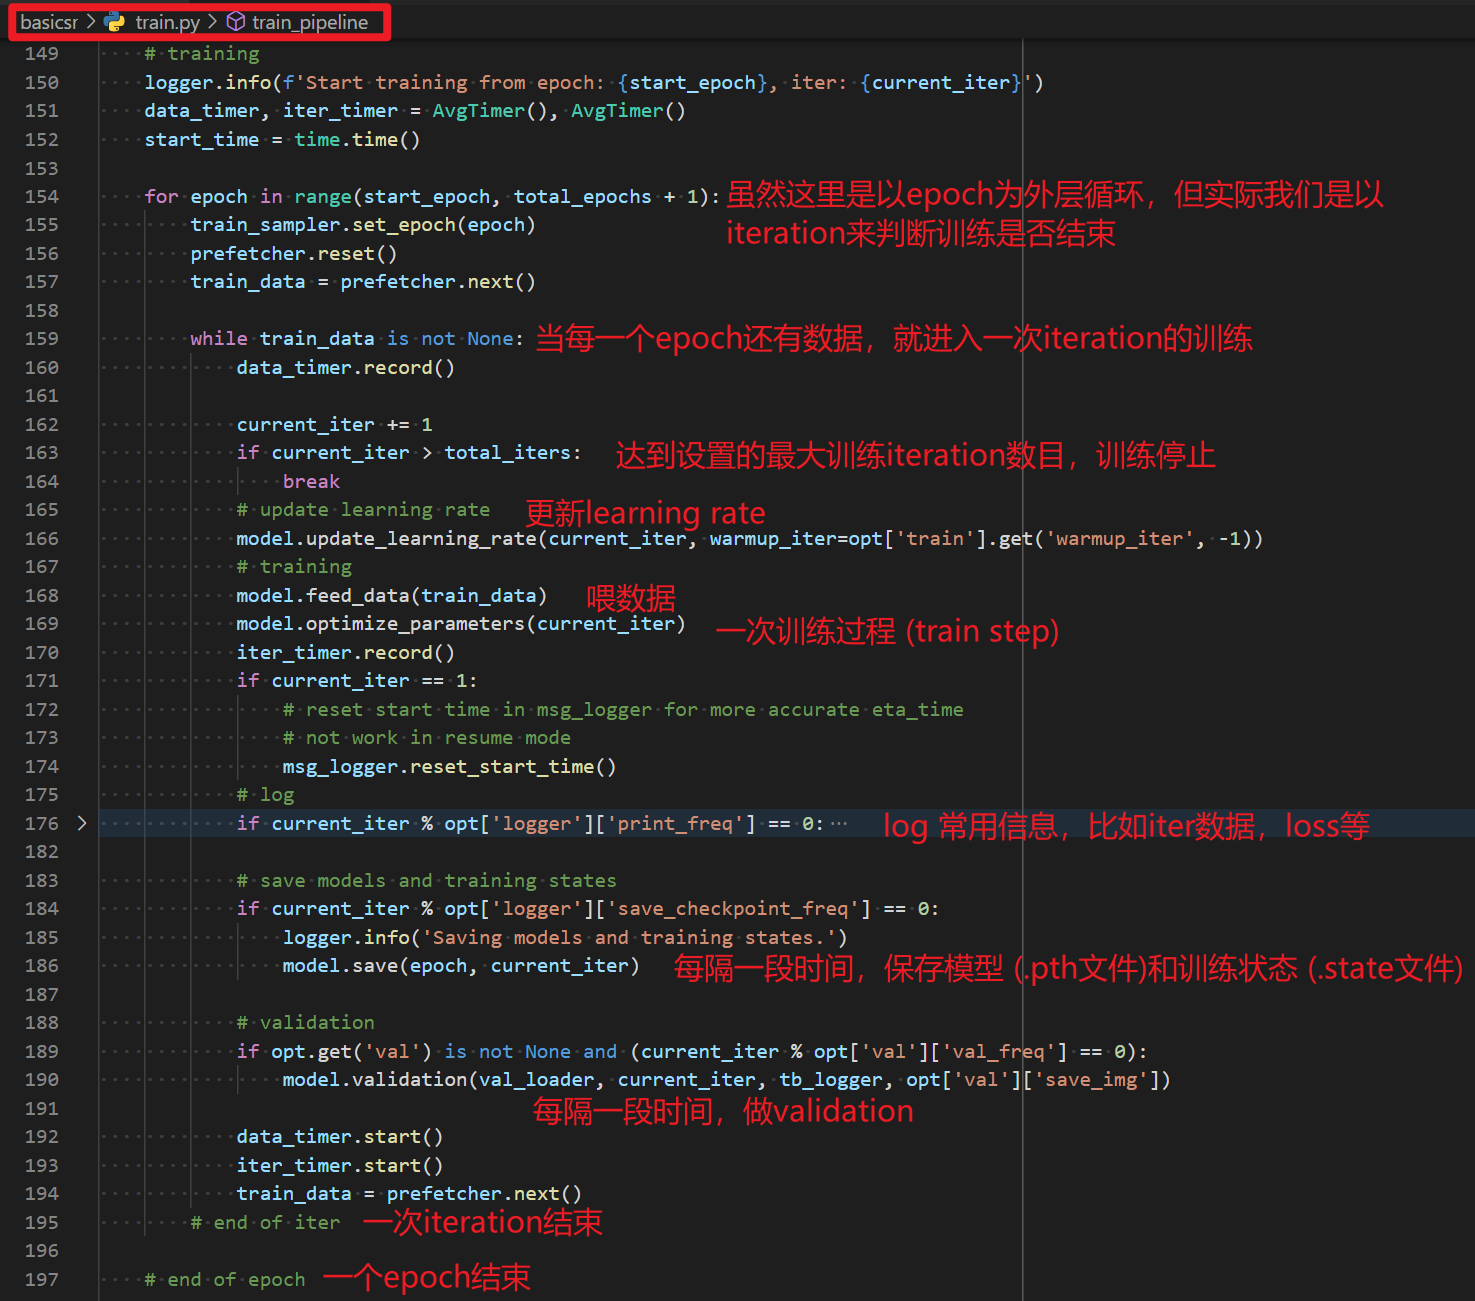 basicsr > train.py > train_pipeline
149 # training
150 logger.info(f'Start training from epoch: {start_epoch}, iter: {current_iter}')
151 data_timer, iter_timer = AvgTimer(), AvgTimer()
152 start_time = time.time()
153
154 for epoch in range(start_epoch, total_epochs + 1): 虽然这里是以epoch为外层循环，但实际我们是以
155 train_sampler.set_epoch(epoch) iteration来判断训练是否结束
156 prefetcher.reset()
157 train_data = prefetcher.next()
158
159 while train_data is not None: 当每一个epoch还有数据，就进入一次iteration的训练
160 data_timer.record()
161
162 current_iter += 1
163 if current_iter > total_iters: 达到设置的最大训练iteration数目，训练停止
164 break
165 # update learning rate 更新learning rate
166 model.update_learning_rate(current_iter, warmup_iter=opt['train'].get('warmup_iter', -1))
167 # training
168 model.feed_data(train_data) 喂数据
169 model.optimize_parameters(current_iter) 一次训练过程 (train step)
170 iter_timer.record()
171 if current_iter == 1:
172 # reset start time in msg_logger for more accurate eta_time
173 # not work in resume mode
174 msg_logger.reset_start_time()
175 # log
176 > if current_iter % opt['logger']['print_freq'] == 0:··· log 常用信息，比如iter数据，loss等
182
183 # save models and training states
184 if current_iter % opt['logger']['save_checkpoint_freq'] == 0:
185 logger.info('Saving models and training states.')
186 model.save(epoch, current_iter) 每隔一段时间，保存模型 (.pth文件)和训练状态 (.state文件)
187
188 # validation
189 if opt.get('val') is not None and (current_iter % opt['val']['val_freq'] == 0):
190 model.validation(val_loader, current_iter, tb_logger, opt['val']['save_img'])
191 每隔一段时间，做validation
192 data_timer.start()
193 iter_timer.start()
194 train_data = prefetcher.next()
195 # end of iter 一次iteration结束
196
197 # end of epoch 一个epoch结束